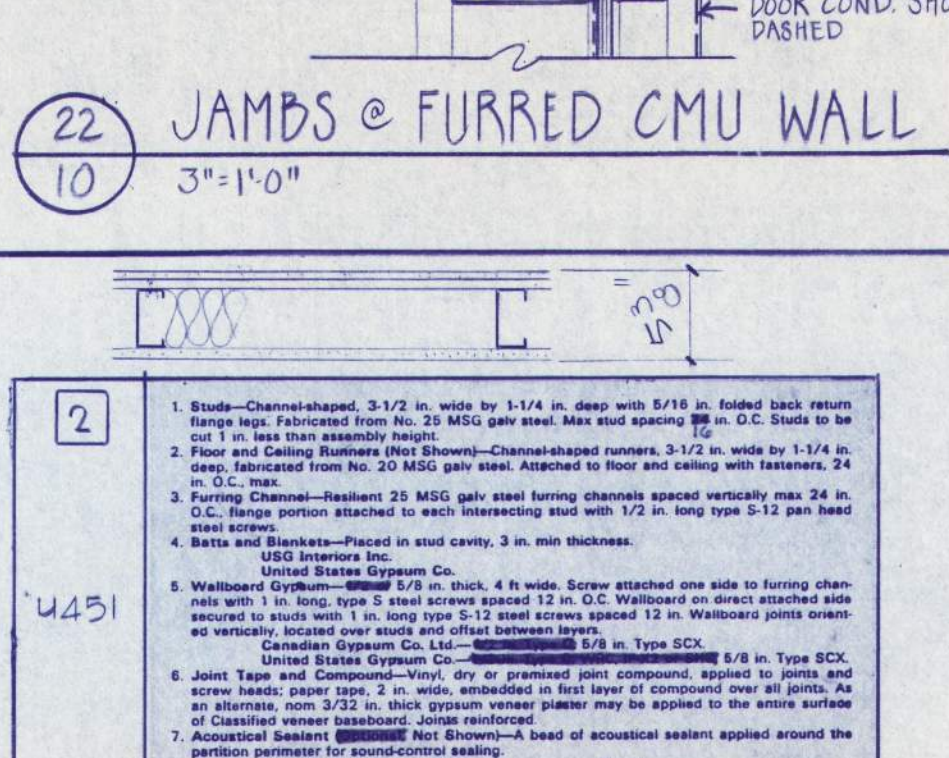 DOOR COND. SHO
DASHED
22
10
JAMBS @ FURRED CMU WALL
3"=1'-0"
5 3/8"
2
U451
1. Studs—Channel-shaped, 3-1/2 in. wide by 1-1/4 in. deep with 5/16 in. folded back return
flange legs. Fabricated from No. 25 MSG galv steel. Max stud spacing in. O.C. Studs to be
16
cut 1 in. less than assembly height.
2. Floor and Ceiling Runners (Not Shown)—Channel-shaped runners, 3-1/2 in. wide by 1-1/4 in.
deep, fabricated from No. 20 MSG galv steel. Attached to floor and ceiling with fasteners, 24
in. O.C., max.
3. Furring Channel—Resilient 25 MSG galv steel furring channels spaced vertically max 24 in.
O.C., flange portion attached to each intersecting stud with 1/2 in. long type S-12 pan head
steel screws.
4. Batts and Blankets—Placed in stud cavity, 3 in. min thickness.
USG Interiors Inc.
United States Gypsum Co.
5. Wallboard Gypsum— 5/8 in. thick, 4 ft wide. Screw attached one side to furring chan-
nels with 1 in. long, type S steel screws spaced 12 in. O.C. Wallboard on direct attached side
secured to studs with 1 in. long type S-12 steel screws spaced 12 in. Wallboard joints orient-
ed vertically, located over studs and offset between layers.
Canadian Gypsum Co. Ltd.— 5/8 in. Type SCX.
United States Gypsum Co.— 5/8 in. Type SCX.
6. Joint Tape and Compound—Vinyl, dry or premixed joint compound, applied to joints and
screw heads; paper tape, 2 in. wide, embedded in first layer of compound over all joints. As
an alternate, nom 3/32 in. thick gypsum veneer plaster may be applied to the entire surface
of Classified veneer baseboard. Joints reinforced.
7. Acoustical Sealant (Optional, Not Shown)—A bead of acoustical sealant applied around the
partition perimeter for sound-control sealing.